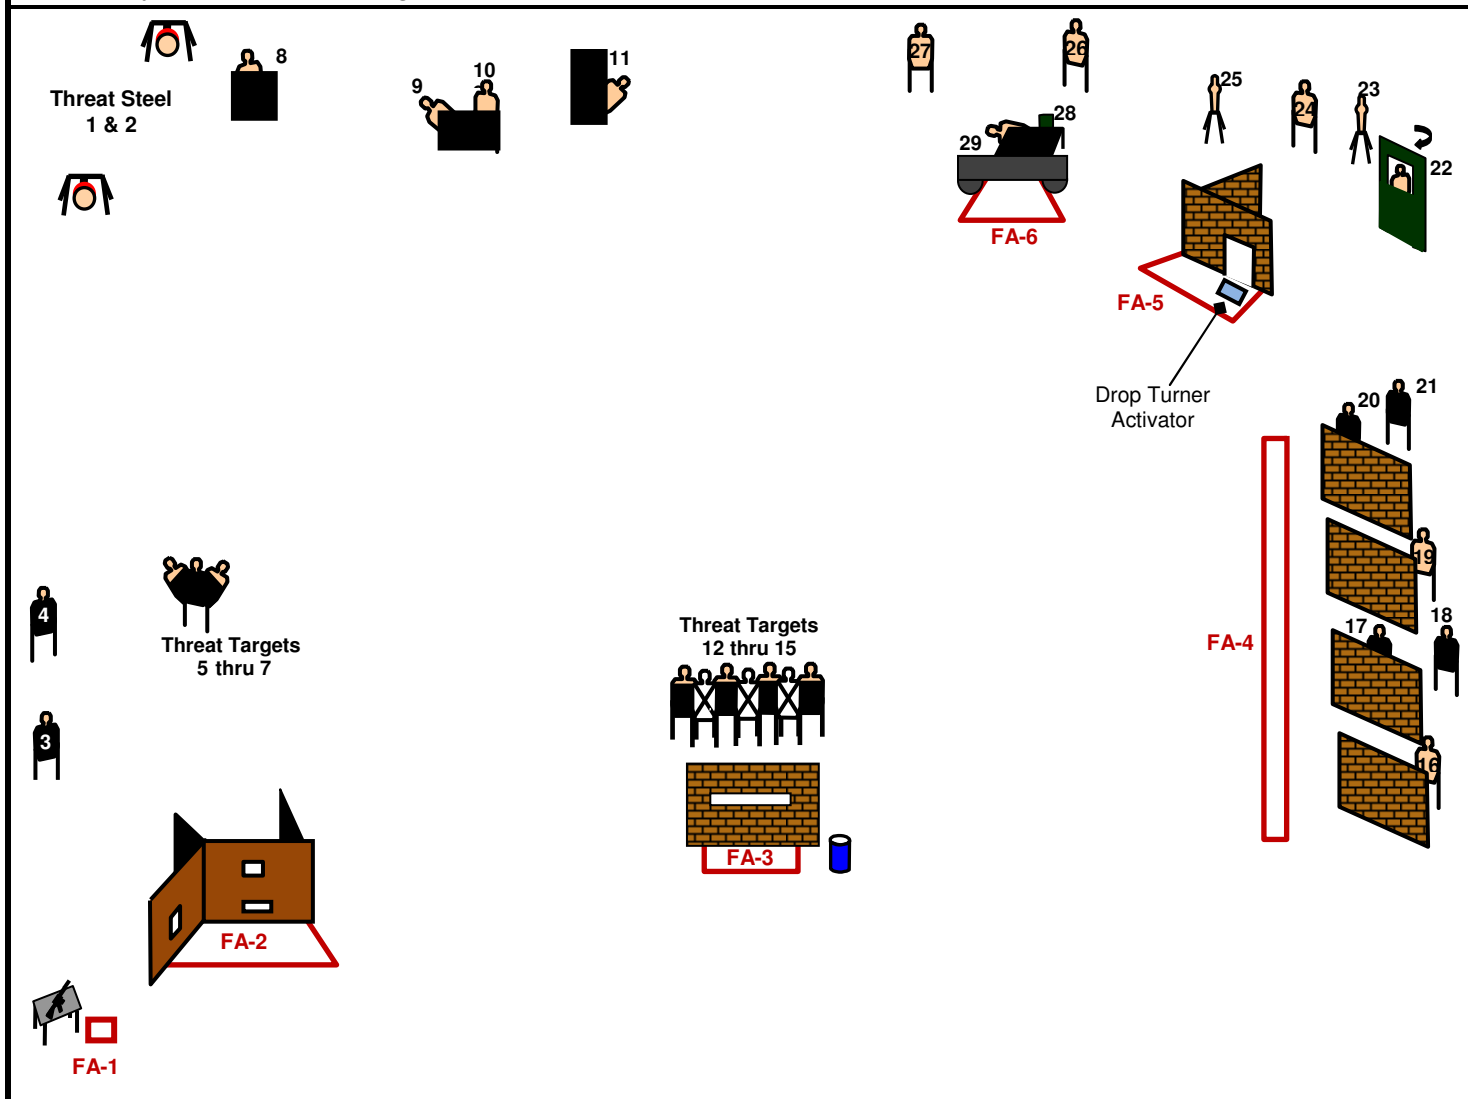 8
9
10
11
27
26
25
24
23
22
28
29
Threat Steel
1 & 2
FA-6
FA-5
Drop Turner
Activator
20
21
19
18
17
16
FA-4
4
3
Threat Targets
5 thru 7
Threat Targets
12 thru 15
FA-3
FA-2
FA-1